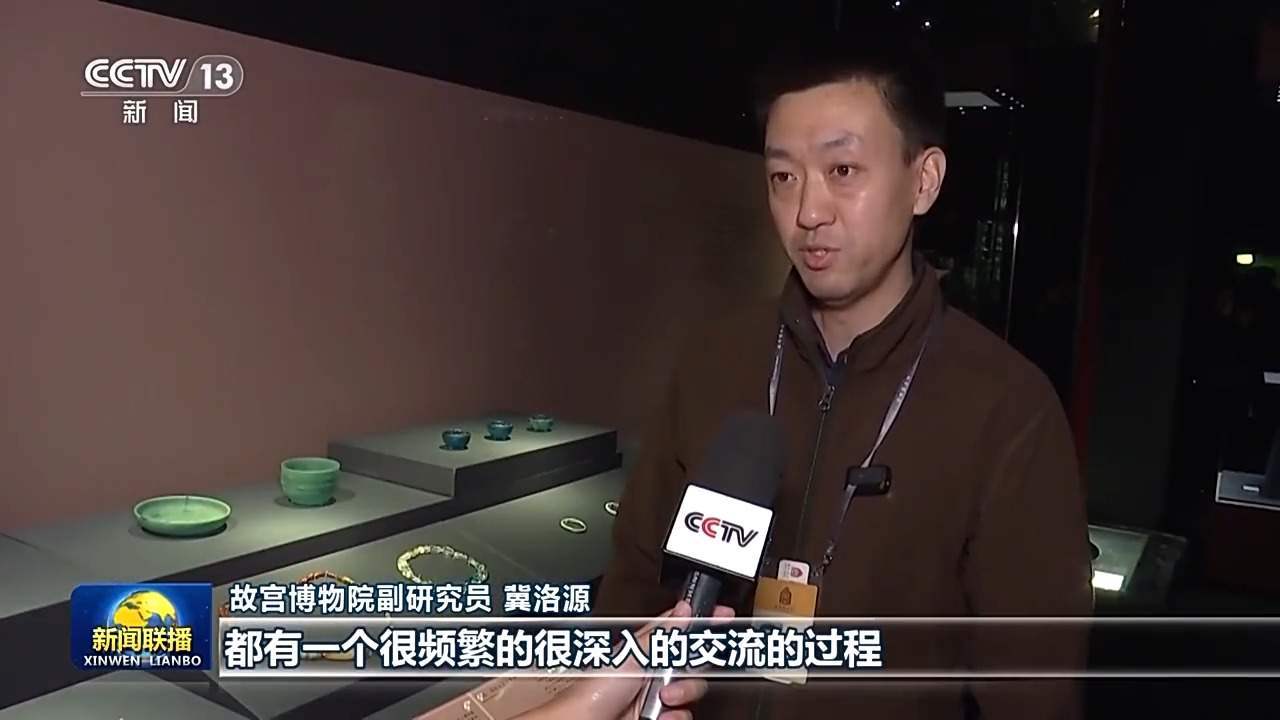 CCTV 13
新闻
CCTV
故宫博物院副研究员 冀洛源
新闻联播
XINWEN LIANBO
都有一个很频繁的很深入的交流的过程